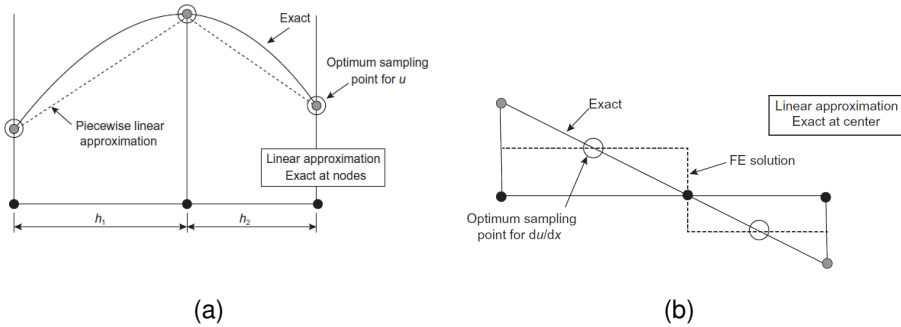 Exact
Optimum sampling
point for u
Piecewise linear
approximation
Linear approximation
Exact at nodes
h1
h2
(a)
Exact
Linear approximation
Exact at center
FE solution
Optimum sampling
point for du/dx
(b)